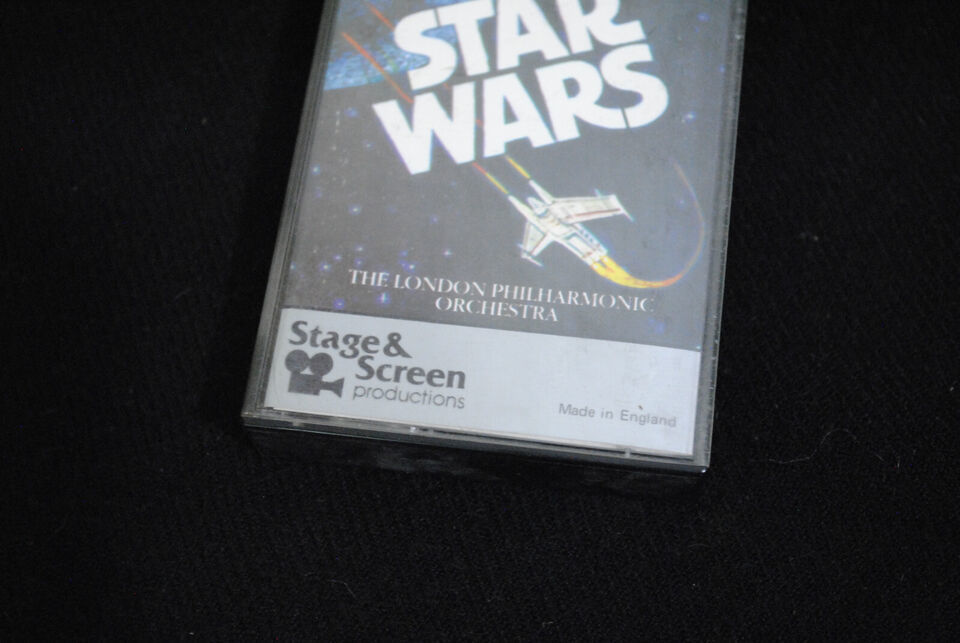 STAR
WARS
THE LONDON PHILHARMONIC
ORCHESTRA
Stage &
Screen
productions
Made in England